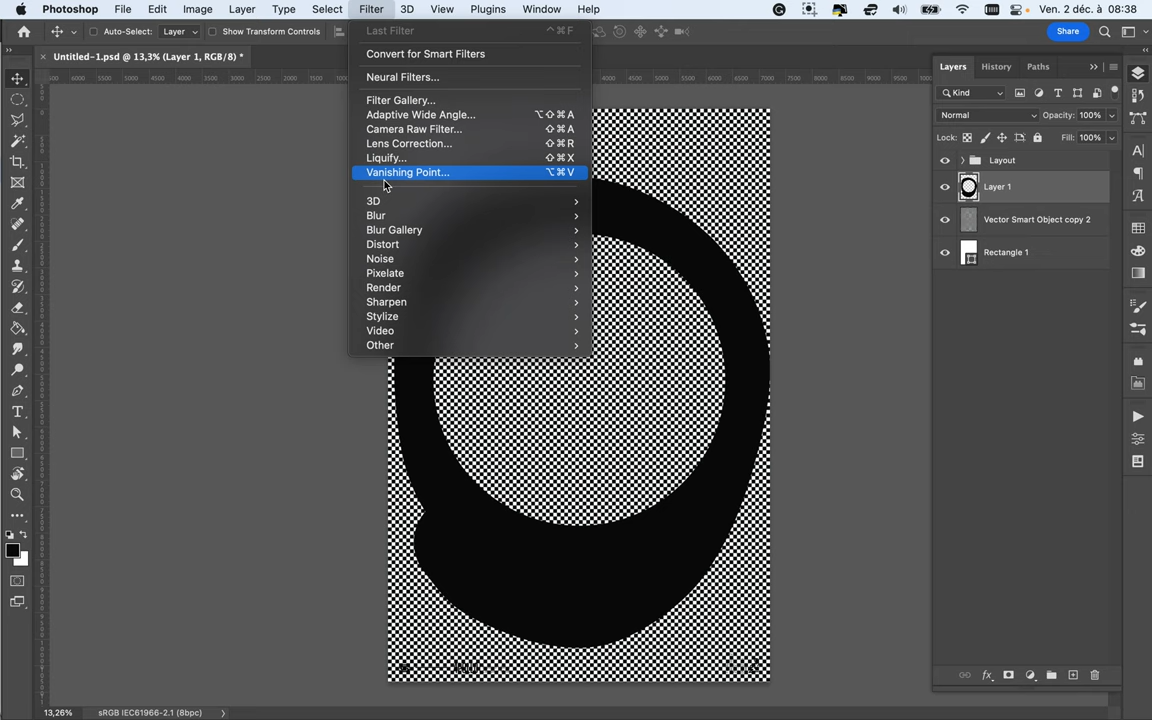 Photoshop File Edit Image Layer Type Select Filter 3D View Plugins Window Help Ven. 2 déc. à 08:38
Auto-Select: Layer Show Transform Controls Share
× Untitled-1.psd @ 13,3% (Layer 1, RGB/8) *
Last Filter ^⌘F
Convert for Smart Filters
Neural Filters...
Filter Gallery...
Adaptive Wide Angle... ⌥⇧⌘A
Camera Raw Filter... ⇧⌘A
Lens Correction... ⇧⌘R
Liquify... ⇧⌘X
Vanishing Point... ⌥⌘V
3D
Blur
Blur Gallery
Distort
Noise
Pixelate
Render
Sharpen
Stylize
Video
Other
Layers History Paths
Kind
Normal Opacity: 100%
Lock: Fill: 100%
Layout
Layer 1
Vector Smart Object copy 2
Rectangle 1
fx
13,26% sRGB IEC61966-2.1 (8bpc)